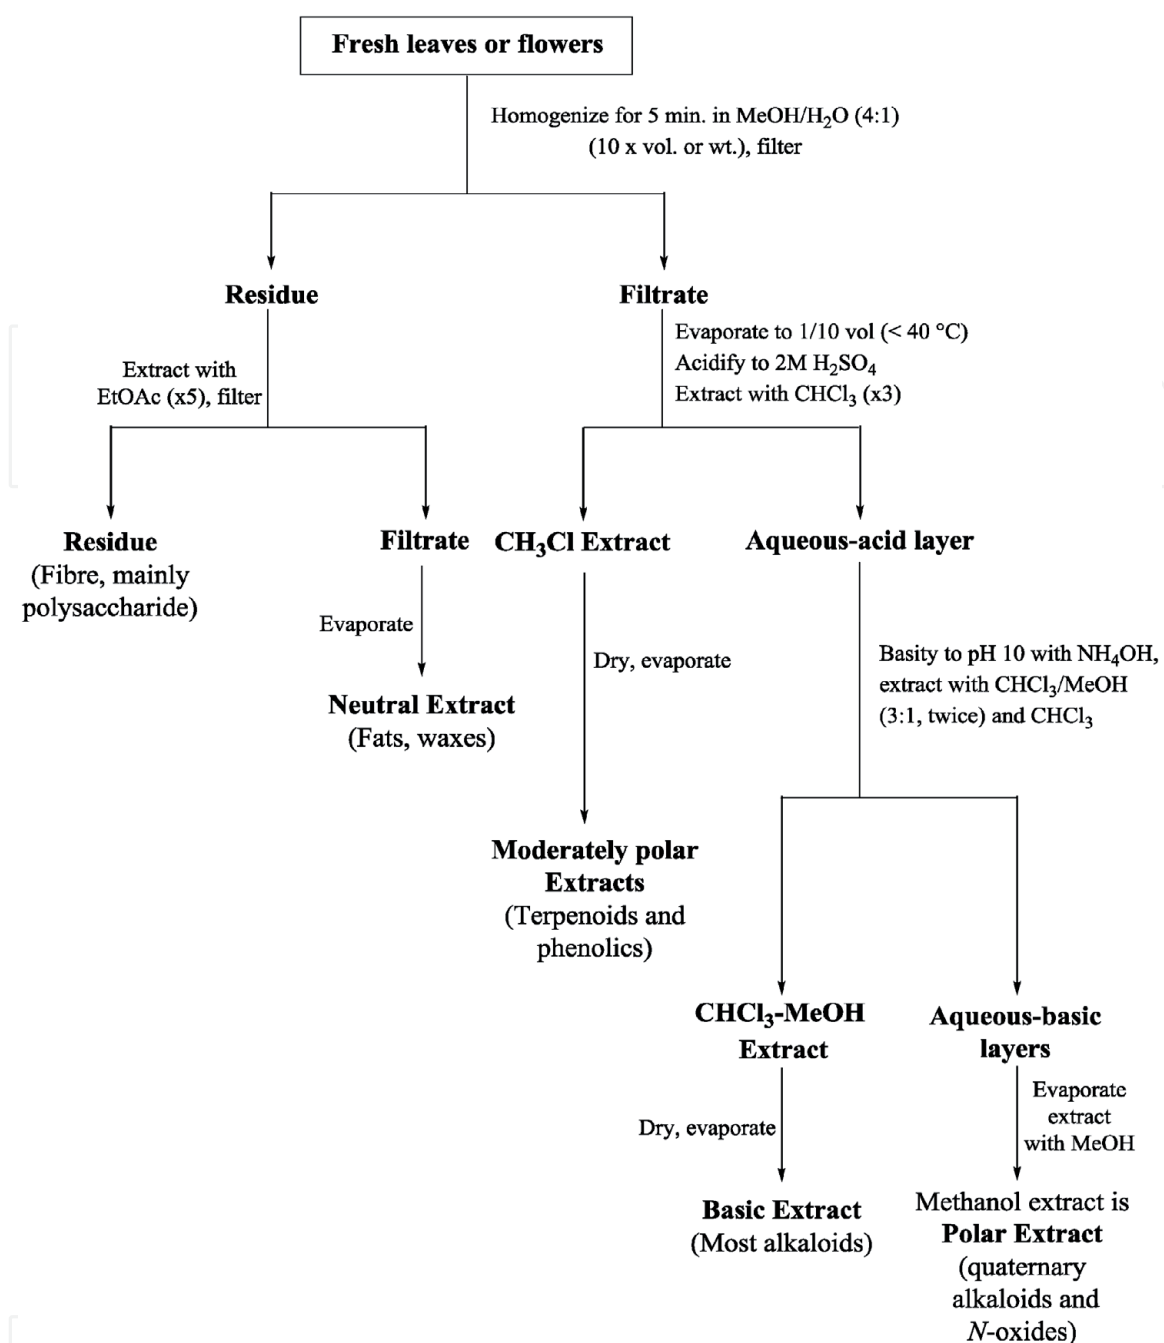 Fresh leaves or flowers
Homogenize for 5 min. in MeOH/H₂O (4:1)
(10 x vol. or wt.), filter
Residue
Filtrate
Extract with
EtOAc (x5), filter
Evaporate to 1/10 vol (< 40 °C)
Acidify to 2M H₂SO₄
Extract with CHCl₃ (x3)
Residue
(Fibre, mainly
polysaccharide)
Filtrate
Evaporate
Neutral Extract
(Fats, waxes)
CH₃Cl Extract
Dry, evaporate
Moderately polar
Extracts
(Terpenoids and
phenolics)
Aqueous-acid layer
Basity to pH 10 with NH₄OH,
extract with CHCl₃/MeOH
(3:1, twice) and CHCl₃
CHCl₃-MeOH
Extract
Dry, evaporate
Basic Extract
(Most alkaloids)
Aqueous-basic
layers
Evaporate
extract
with MeOH
Methanol extract is
Polar Extract
(quaternary
alkaloids and
N-oxides)